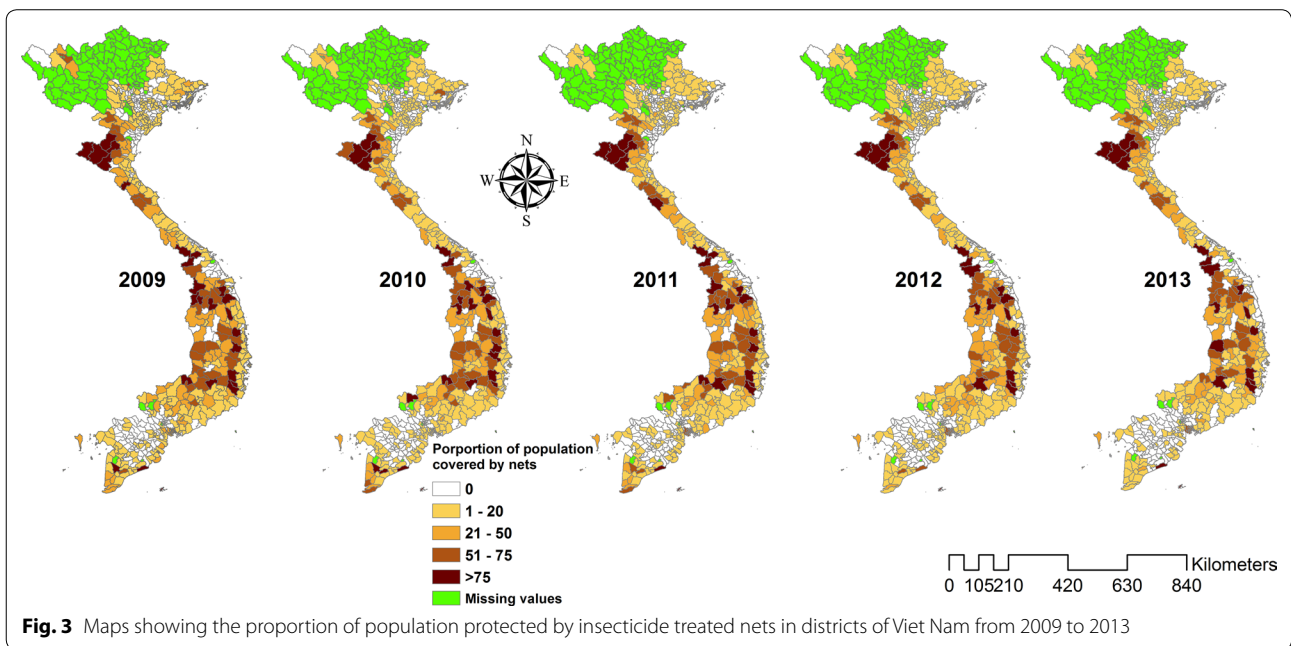 N
W E
S
2009 2010 2011 2012 2013
Porportion of population
covered by nets
0
1 - 20
21 - 50
51 - 75
>75
Missing values
Kilometers
0 105210 420 630 840
Fig. 3 Maps showing the proportion of population protected by insecticide treated nets in districts of Viet Nam from 2009 to 2013